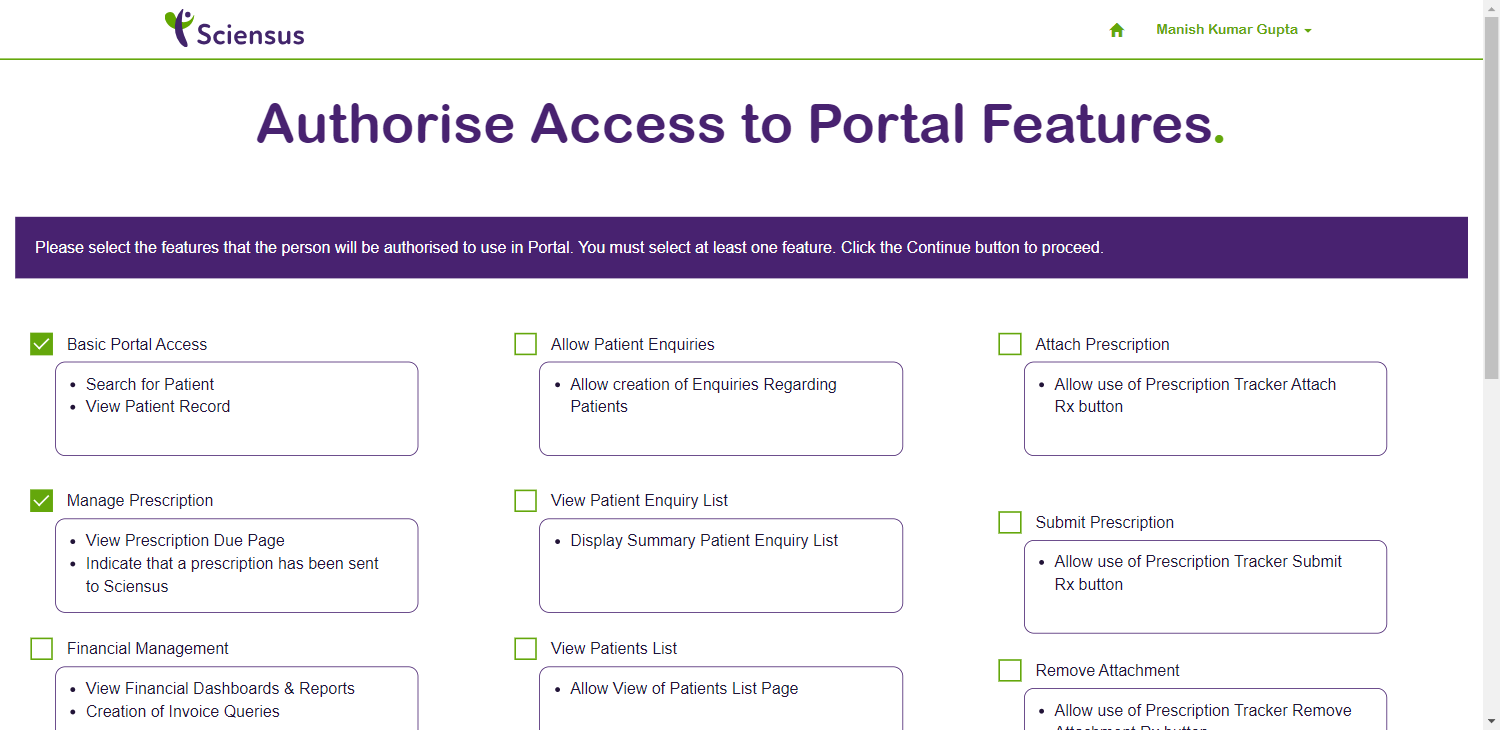 Sciensus
Manish Kumar Gupta
Authorise Access to Portal Features.
Please select the features that the person will be authorised to use in Portal. You must select at least one feature. Click the Continue button to proceed.
Basic Portal Access
• Search for Patient
• View Patient Record
Manage Prescription
• View Prescription Due Page
• Indicate that a prescription has been sent
to Sciensus
Financial Management
• View Financial Dashboards & Reports
• Creation of Invoice Queries
Allow Patient Enquiries
• Allow creation of Enquiries Regarding
Patients
View Patient Enquiry List
• Display Summary Patient Enquiry List
View Patients List
• Allow View of Patients List Page
Attach Prescription
• Allow use of Prescription Tracker Attach
Rx button
Submit Prescription
• Allow use of Prescription Tracker Submit
Rx button
Remove Attachment
• Allow use of Prescription Tracker Remove
Attachment Rx button